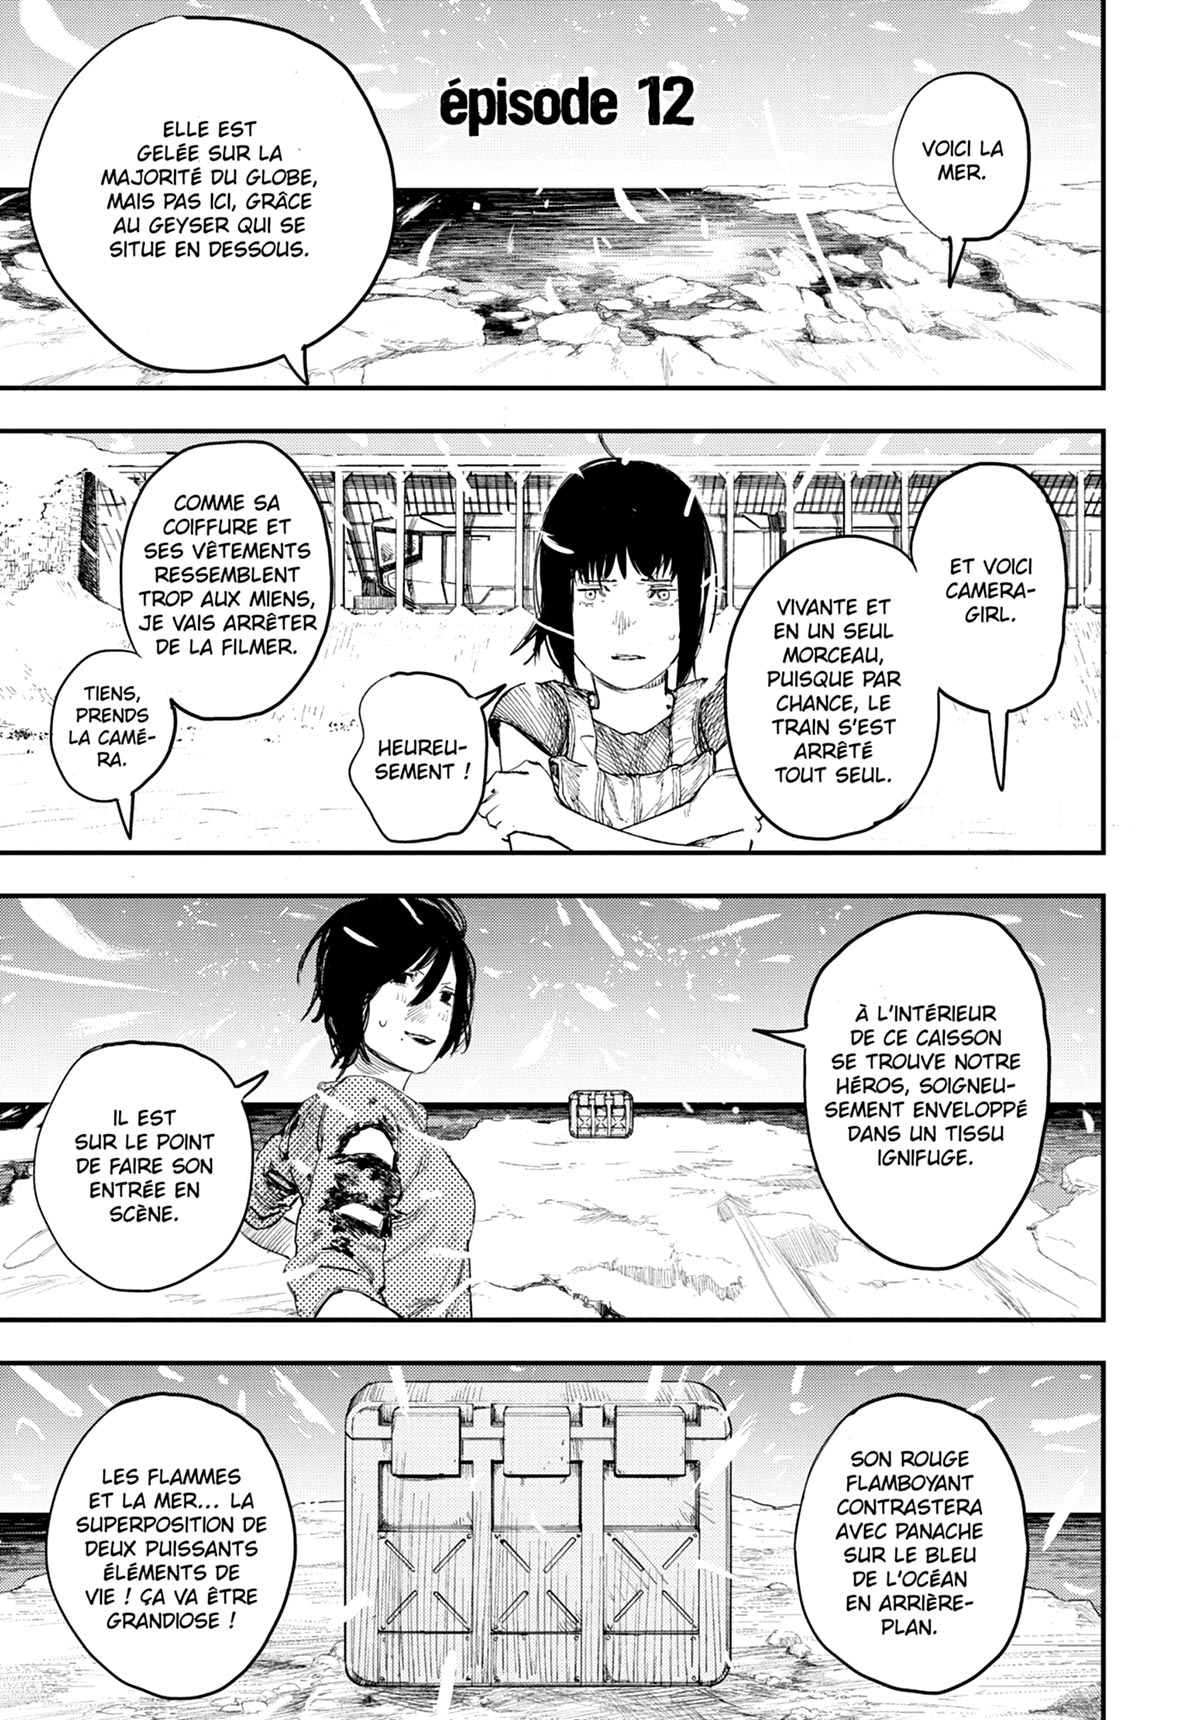 épisode 12
VOICI LA
MER.
ELLE EST
GELÉE SUR LA
MAJORITÉ DU GLOBE,
MAIS PAS ICI, GRÂCE
AU GEYSER QUI SE
SITUE EN DESSOUS.
ET VOICI
CAMERA-
GIRL.
VIVANTE ET
EN UN SEUL
MORCEAU,
PUISQUE PAR
CHANCE, LE
TRAIN S'EST
ARRÊTÉ
TOUT SEUL.
HEUREU-
SEMENT !
COMME SA
COIFFURE ET
SES VÊTEMENTS
RESSEMBLENT
TROP AUX MIENS,
JE VAIS ARRÊTER
DE LA FILMER.
TIENS,
PRENDS
LA CAMÉ-
RA.
À L'INTÉRIEUR
DE CE CAISSON
SE TROUVE NOTRE
HÉROS, SOIGNEU-
SEMENT ENVELOPPÉ
DANS UN TISSU
IGNIFUGE.
IL EST
SUR LE POINT
DE FAIRE SON
ENTRÉE EN
SCÈNE.
SON ROUGE
FLAMBOYANT
CONTRASTERA
AVEC PANACHE
SUR LE BLEU
DE L'OCÉAN
EN ARRIÈRE-
PLAN.
LES FLAMMES
ET LA MER... LA
SUPERPOSITION DE
DEUX PUISSANTS
ÉLÉMENTS DE
VIE ! ÇA VA ÊTRE
GRANDIOSE !